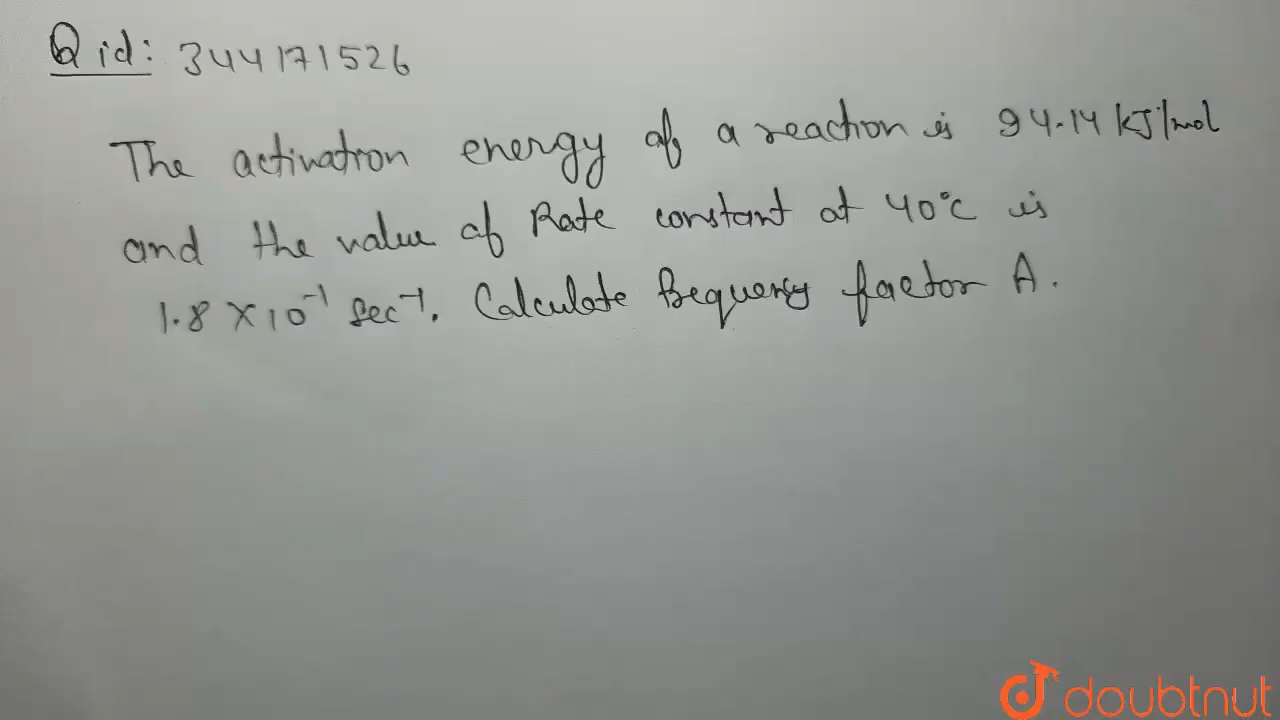 Q id: 344171526
The activation energy of a reaction is 94.14 kJ/mol
and the value of Rate constant at 40°C is
1.8 × 10⁻¹ sec⁻¹. Calculate frequency factor A.
doubtnut